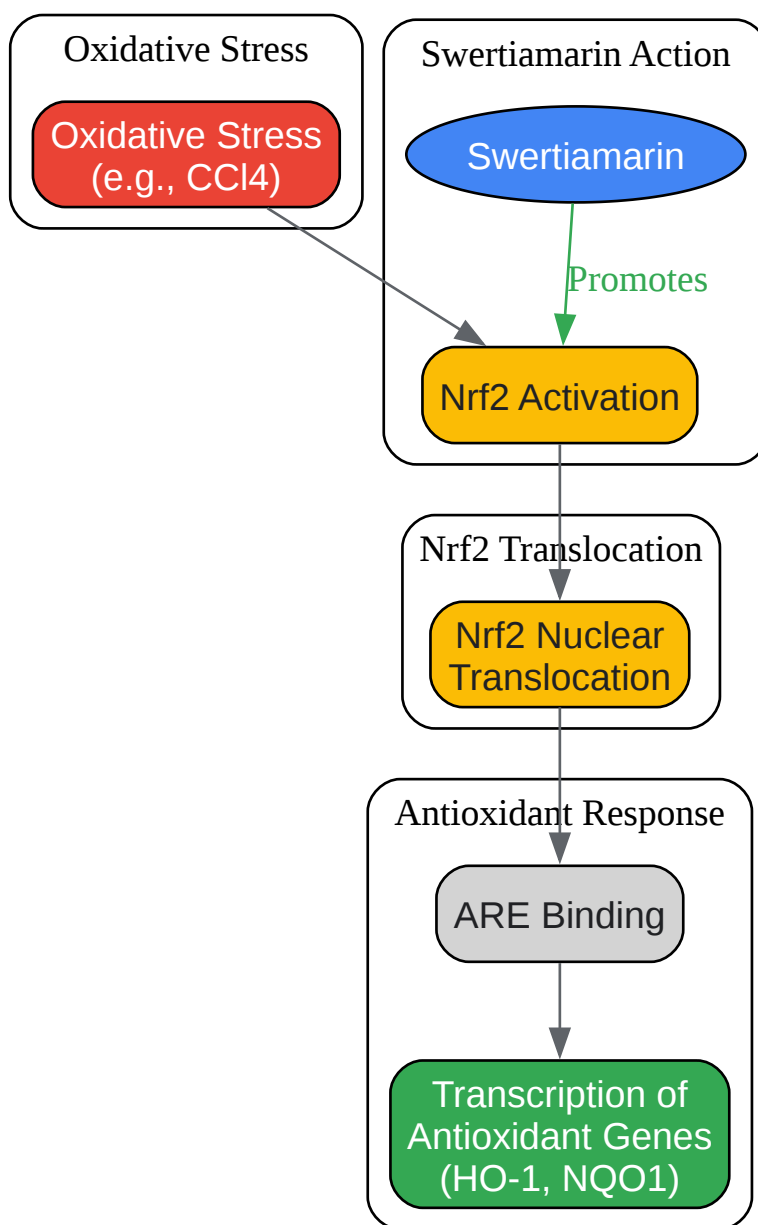 Oxidative Stress
Oxidative Stress
(e.g., CCl4)
Swertiamarin Action
Swertiamarin
Promotes
Nrf2 Activation
Nrf2 Translocation
Nrf2 Nuclear
Translocation
Antioxidant Response
ARE Binding
Transcription of
Antioxidant Genes
(HO-1, NQO1)